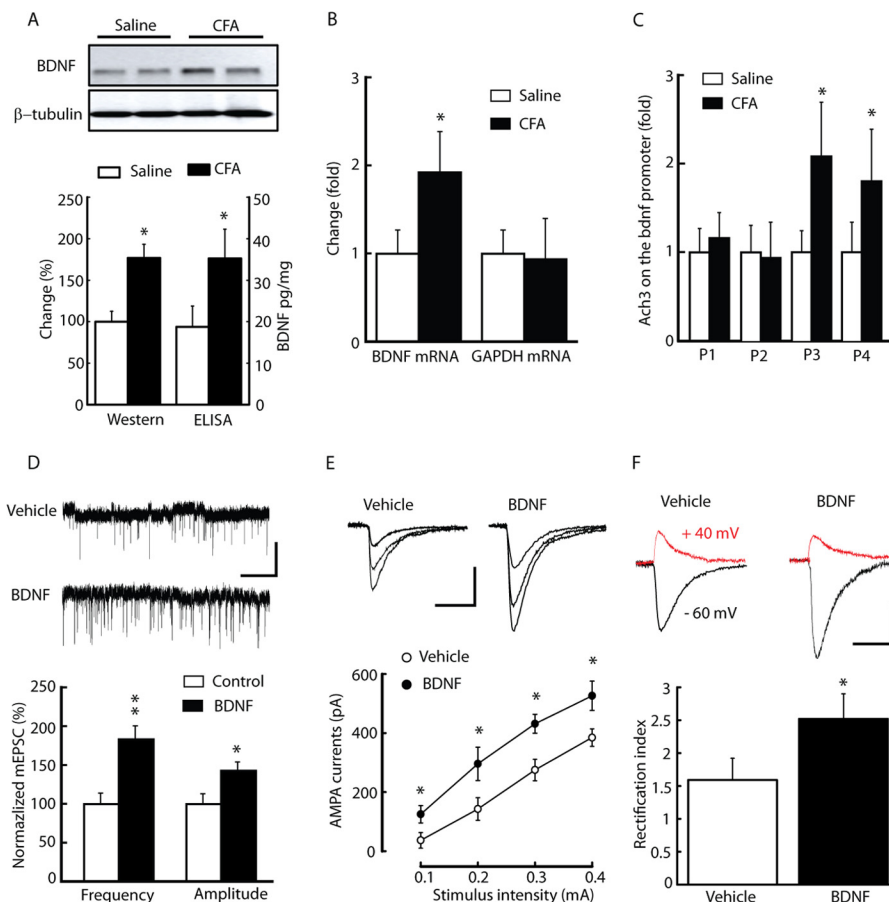 A
Saline CFA
BDNF
β–tubulin
Saline CFA
Change (%)
250
200
150
100
50
0
50
40
30
20
10
0
BDNF pg/mg
* *
Western ELISA
B
Change (fold)
3
2
1
0
Saline
CFA
*
BDNF mRNA GAPDH mRNA
C
Ach3 on the bdnf promoter (fold)
3
2
1
0
Saline
CFA
* *
P1 P2 P3 P4
D
Vehicle
BDNF
Normazlized mEPSC (%)
250
200
150
100
50
0
Control
BDNF
** *
Frequency Amplitude
E
Vehicle BDNF
Vehicle
BDNF
AMPA currents (pA)
600
400
200
0
* * * *
0.1 0.2 0.3 0.4
Stimulus intensity (mA)
F
Vehicle BDNF
+ 40 mV
- 60 mV
Rectification index
3
2.5
2
1.5
1
0.5
0
*
Vehicle BDNF